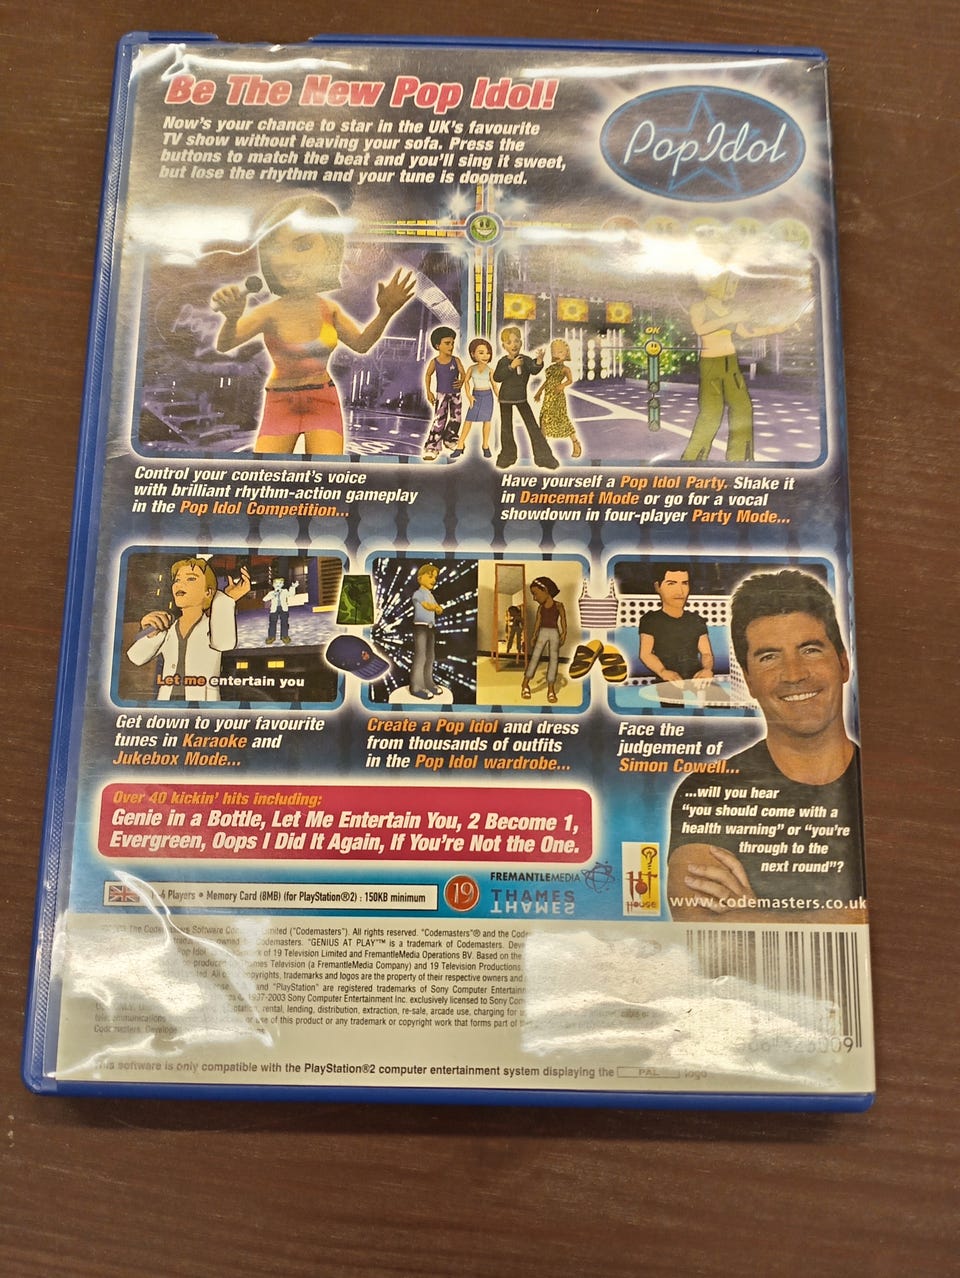 Be The New Pop Idol!
Now's your chance to star in the UK's favourite
TV show without leaving your sofa. Press the
buttons to match the beat and you'll sing it sweet,
but lose the rhythm and your tune is doomed.
Pop Idol
OK
Control your contestant's voice
with brilliant rhythm-action gameplay
in the Pop Idol Competition...
Have yourself a Pop Idol Party. Shake it
in Dancemat Mode or go for a vocal
showdown in four-player Party Mode...
Let me entertain you
Get down to your favourite
tunes in Karaoke and
Jukebox Mode...
Create a Pop Idol and dress
from thousands of outfits
in the Pop Idol wardrobe...
Face the
judgement of
Simon Cowell...
...will you hear
"you should come with a
health warning" or "you're
through to the
next round"?
Over 40 kickin' hits including:
Genie in a Bottle, Let Me Entertain You, 2 Become 1,
Evergreen, Oops I Did It Again, If You're Not the One.
Players • Memory Card (8MB) (for PlayStation®2) : 150KB minimum
19
FREMANTLEMEDIA
THAMES
Hot House
www.codemasters.co.uk
The Codemasters Software Limited ("Codemasters"). All rights reserved. "Codemasters"® and the
owned Codemasters. "GENIUS AT PLAY"™ is a trademark of Codemasters.
Pop Idol of 19 Television Limited and FremantleMedia Operations BV. Based on the
Thames Television (a FremantleMedia Company) and 19 Television
All copyrights, trademarks and logos are the property of their respective owners and
and "PlayStation" are registered trademarks of Sony Computer
-2003 Sony Computer Entertainment Inc. exclusively licensed to Sony
rental, lending, distribution, extraction, re-sale, arcade use, charging for
or use of this product or any trademark or copyright work that forms part of
Codemasters.
This software is only compatible with the PlayStation®2 computer entertainment system displaying the PAL logo